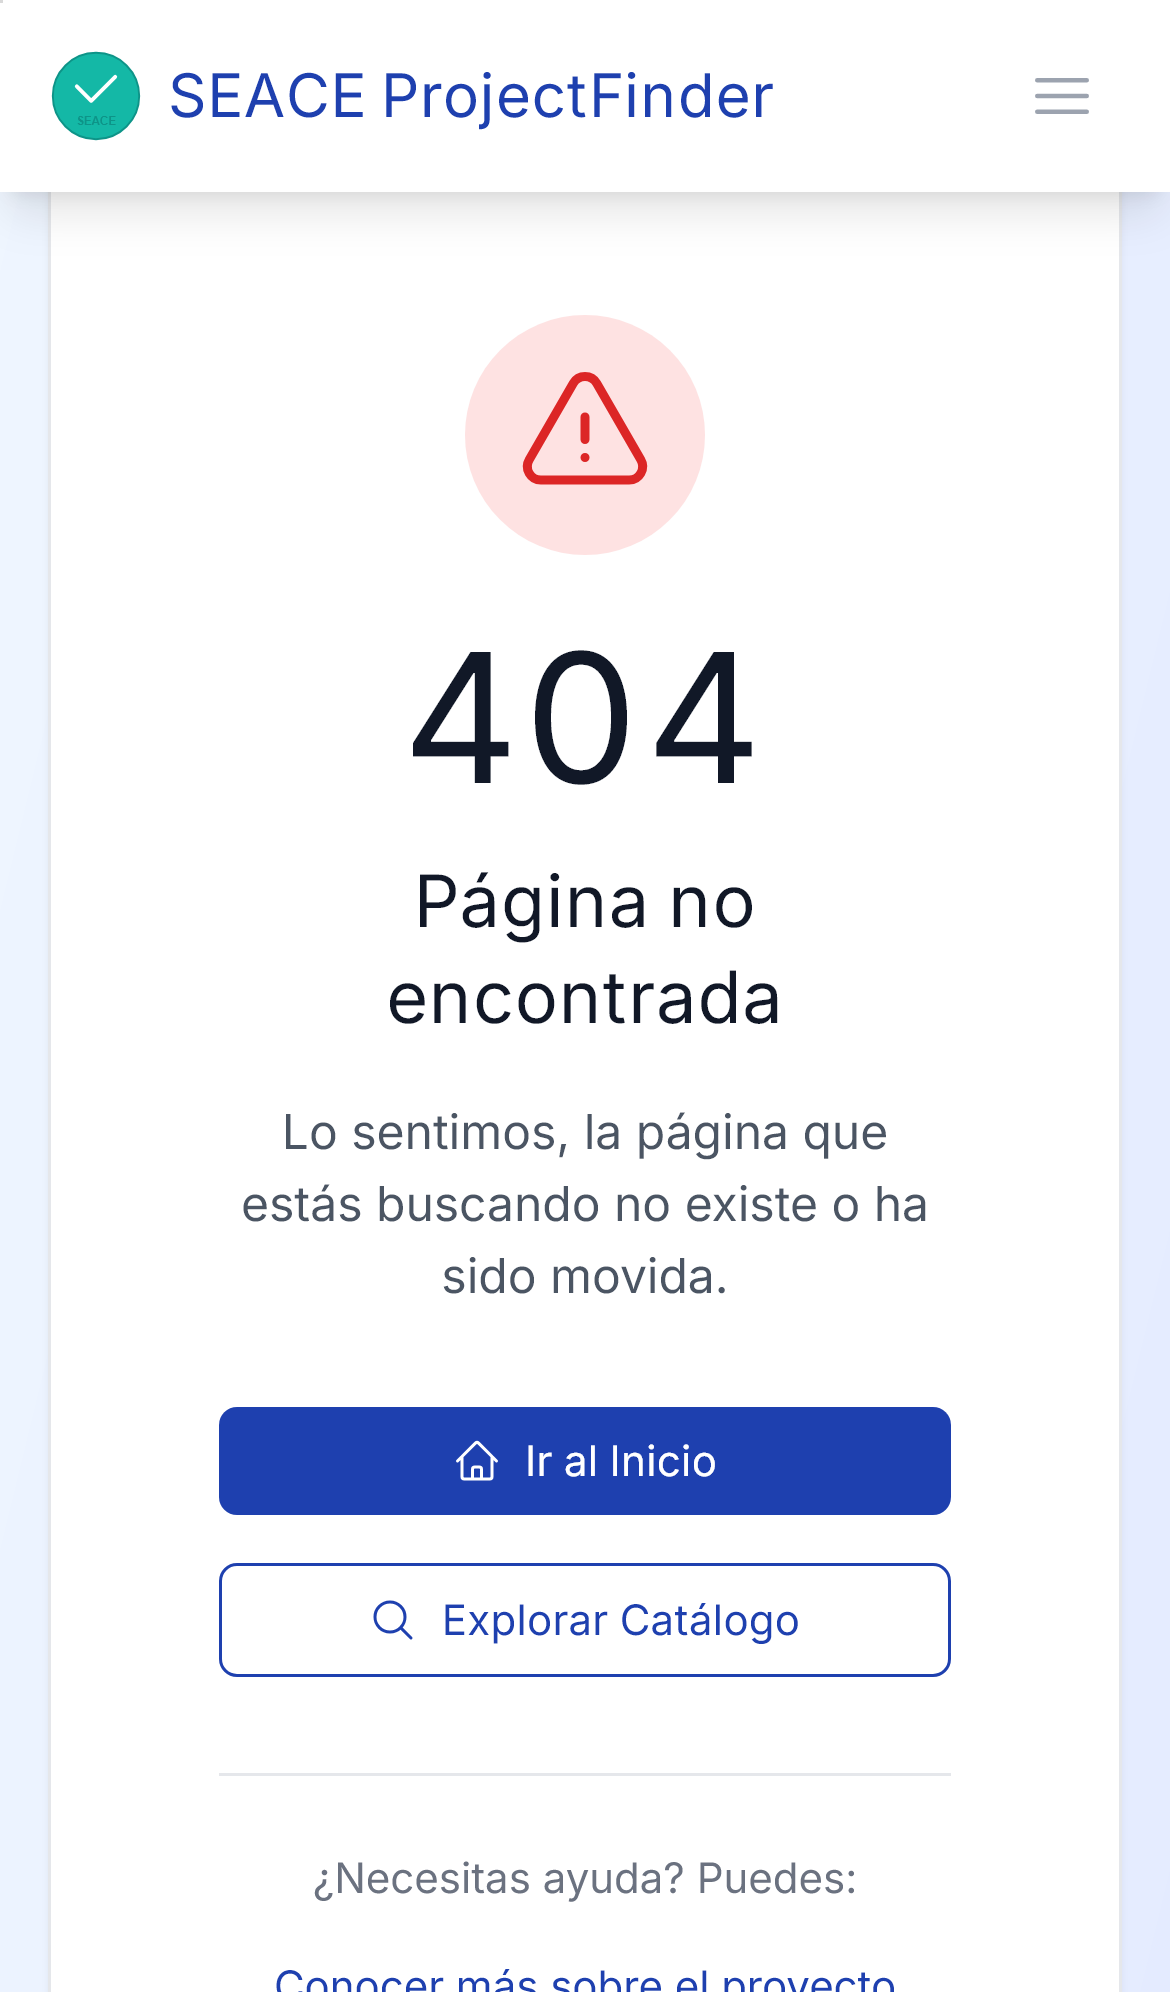 SEACE
SEACE ProjectFinder
404
Página no
encontrada
Lo sentimos, la página que
estás buscando no existe o ha
sido movida.
Ir al Inicio
Explorar Catálogo
¿Necesitas ayuda? Puedes:
Conocer más sobre el proyecto